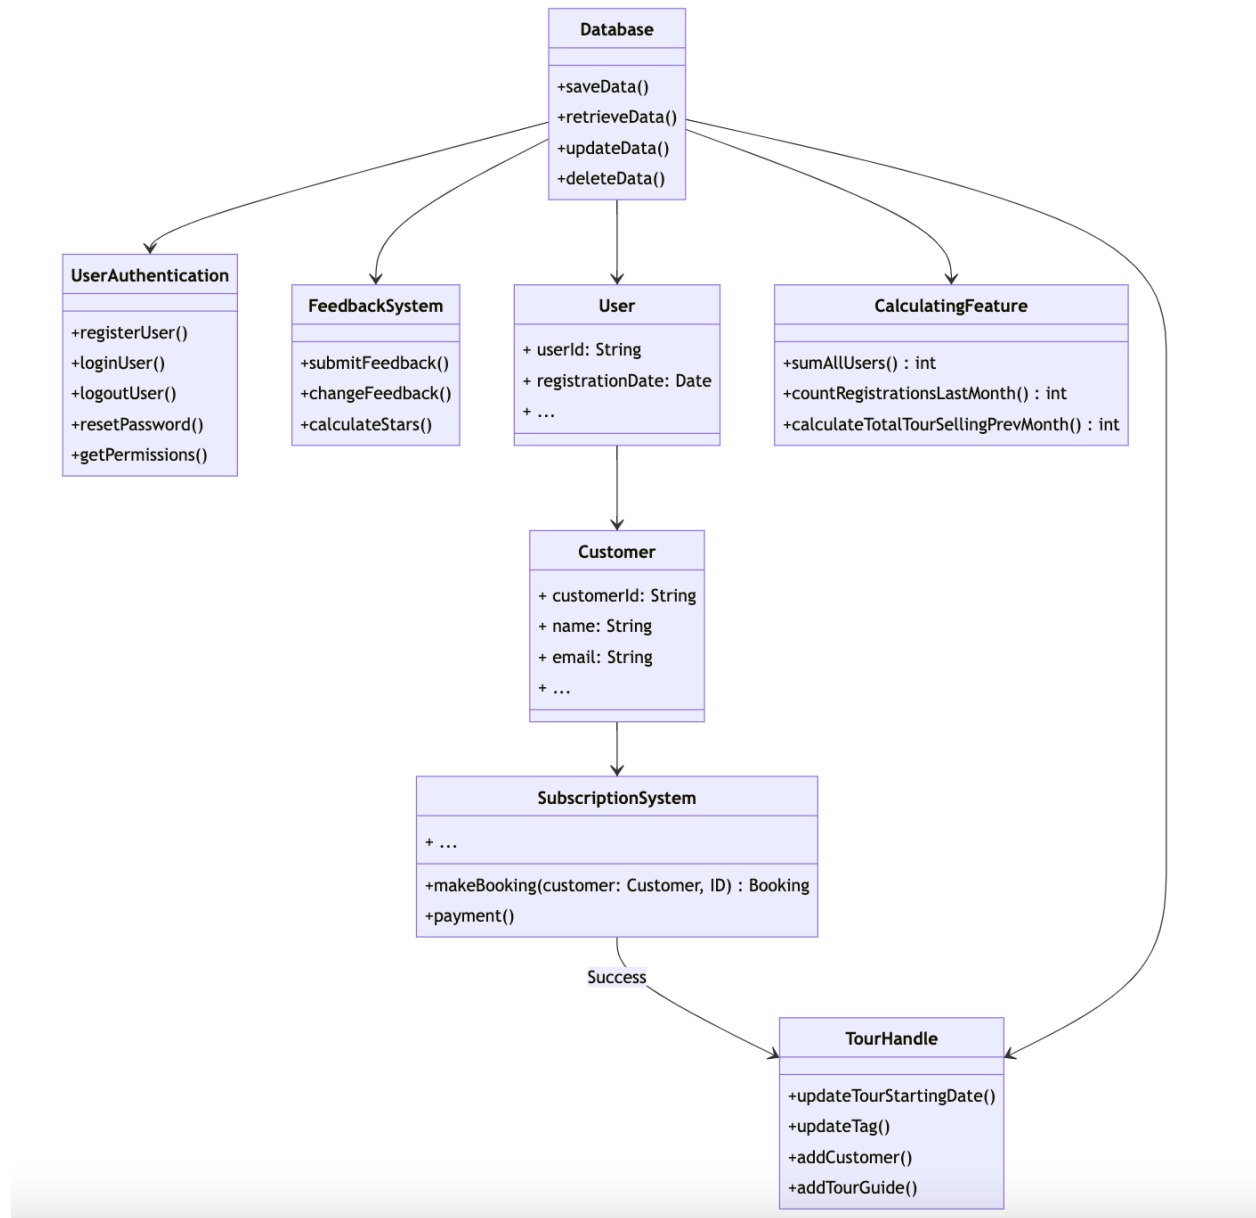 Database
+saveData()
+retrieveData()
+updateData()
+deleteData()
UserAuthentication
+registerUser()
+loginUser()
+logoutUser()
+resetPassword()
+getPermissions()
FeedbackSystem
+submitFeedback()
+changeFeedback()
+calculateStars()
User
+ userId: String
+ registrationDate: Date
+ ...
CalculatingFeature
+sumAllUsers() : int
+countRegistrationsLastMonth() : int
+calculateTotalTourSellingPrevMonth() : int
Customer
+ customerId: String
+ name: String
+ email: String
+ ...
SubscriptionSystem
+ ...
+makeBooking(customer: Customer, ID) : Booking
+payment()
Success
TourHandle
+updateTourStartingDate()
+updateTag()
+addCustomer()
+addTourGuide()